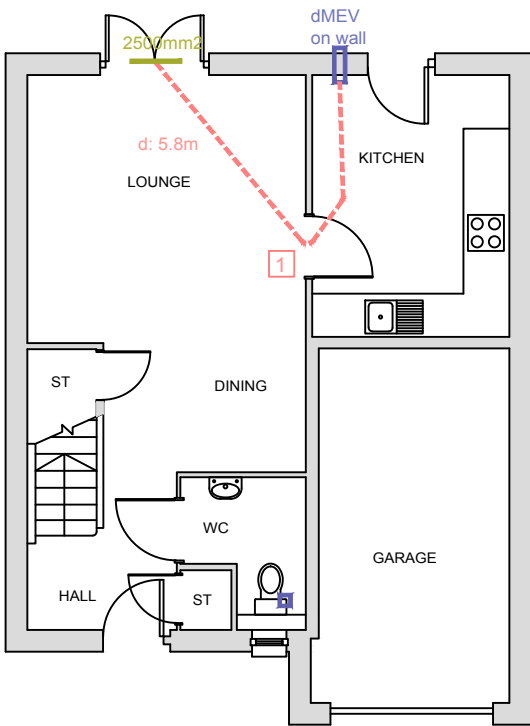 dMEV
on wall
2500mm2
d: 5.8m
KITCHEN
LOUNGE
1
ST
DINING
WC
GARAGE
HALL
ST